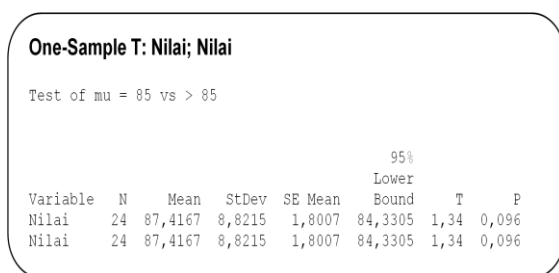 One-Sample T: Nilai; Nilai
Test of mu = 85 vs > 85
95%
Lower
Variable N Mean StDev SE Mean Bound T P
Nilai 24 87,4167 8,8215 1,8007 84,3305 1,34 0,096
Nilai 24 87,4167 8,8215 1,8007 84,3305 1,34 0,096